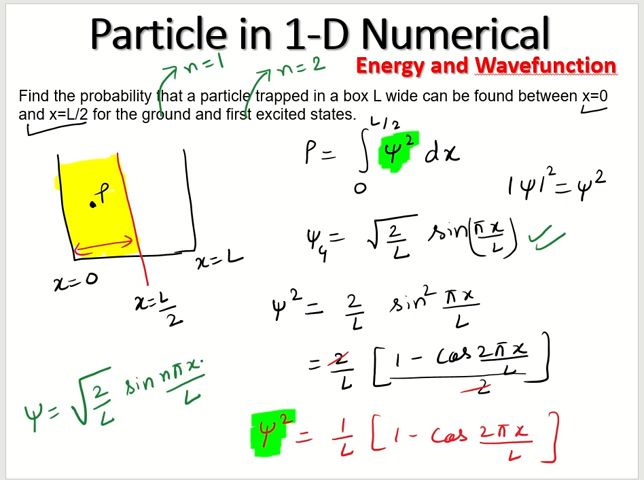 Particle in 1-D Numerical
n=1
n=2
Energy and Wavefunction
Find the probability that a particle trapped in a box L wide can be found between x=0
and x=L/2 for the ground and first excited states.
P = ∫₀^{L/2} ψ² dx
|ψ|² = ψ²
P
x=0
x=L/2
x=L
ψ₁ = √(2/L) sin(πx/L)
ψ² = 2/L sin² πx/L
= 2/L [1 - cos 2πx/L / 2]
ψ = √(2/L) sin nπx/L
ψ² = 1/L [1 - cos 2πx/L]